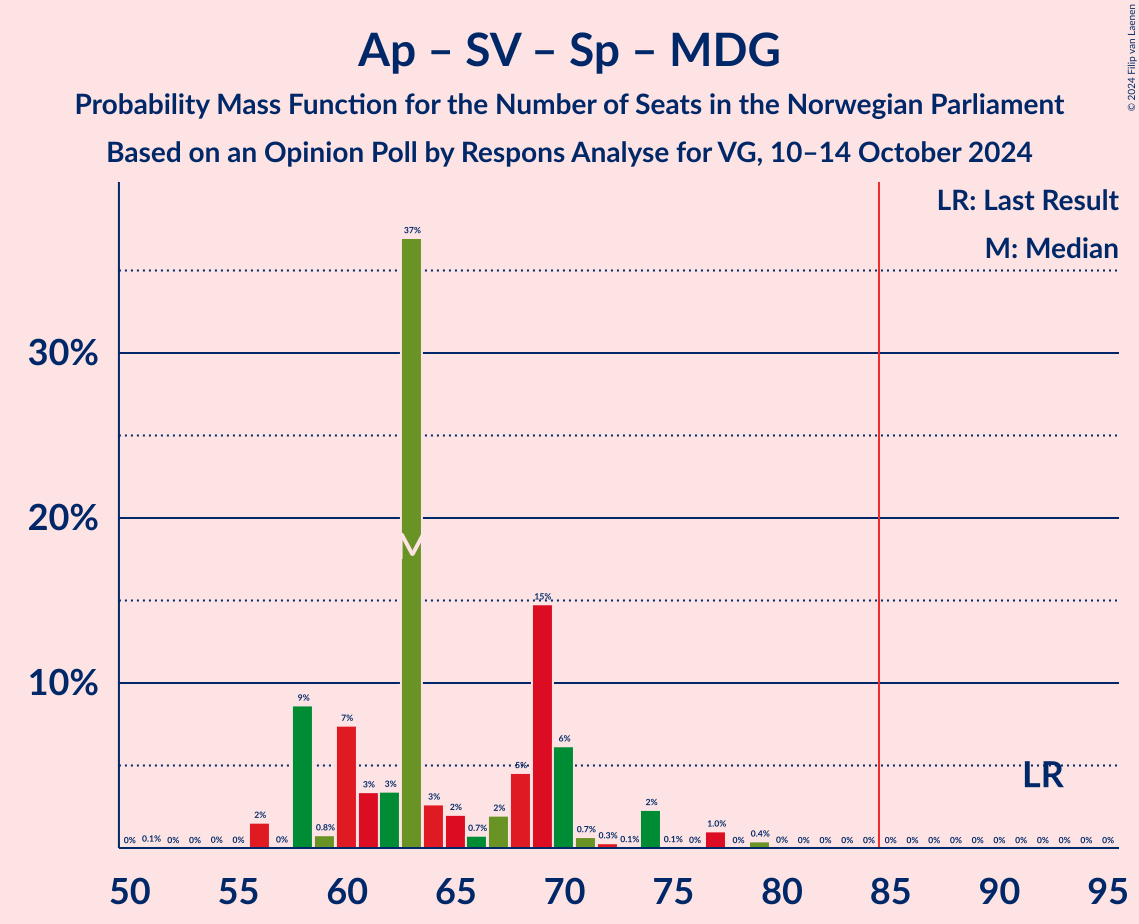 Ap – SV – Sp – MDG
Probability Mass Function for the Number of Seats in the Norwegian Parliament
Based on an Opinion Poll by Respons Analyse for VG, 10–14 October 2024
© 2024 Filip van Laenen
LR: Last Result
M: Median
30%
20%
10%
0% 0.1% 0% 0% 0% 0% 2% 0% 9% 0.8% 7% 3% 3% 37% 3% 2% 0.7% 2% 5% 15% 6% 0.7% 0.3% 0.1% 2% 0.1% 0% 1.0% 0% 0.4% 0% 0% 0% 0% 0% 0% 0% 0% 0% 0% 0% 0% 0% 0% 0% 0%
M
LR
50 55 60 65 70 75 80 85 90 95